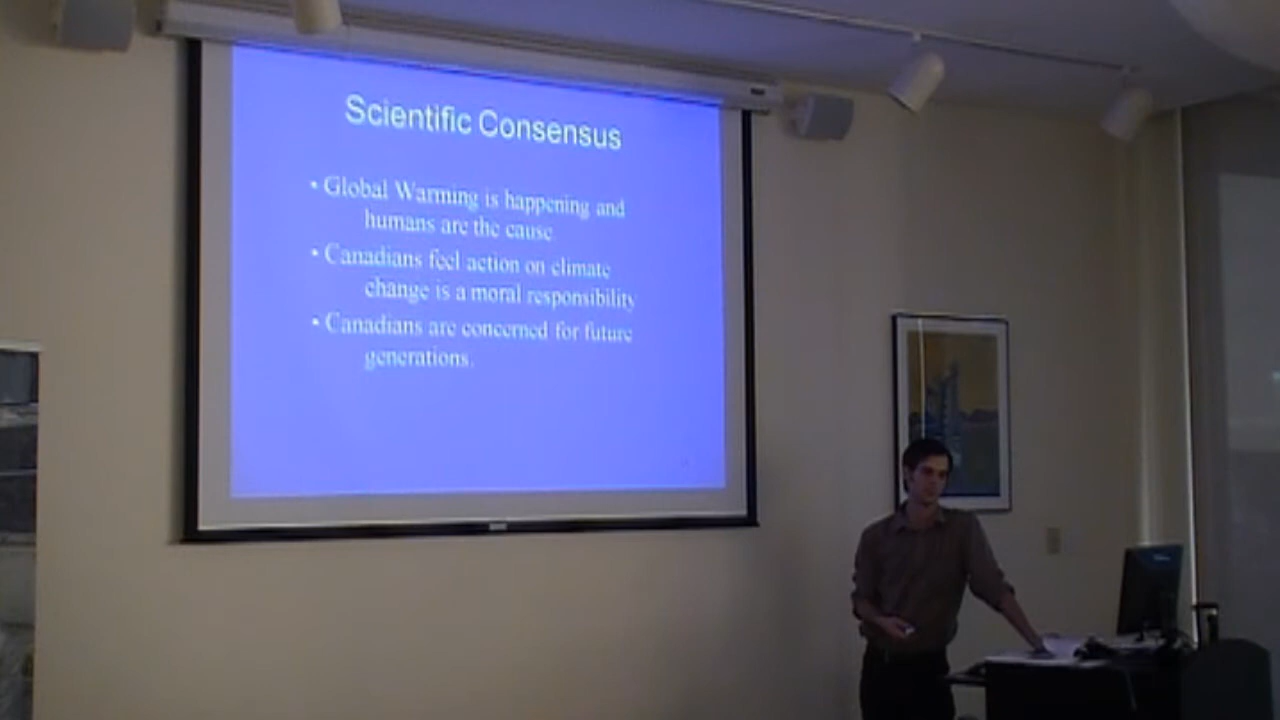 Scientific Consensus
• Global Warming is happening and
humans are the cause
• Canadians feel action on climate
change is a moral responsibility
• Canadians are concerned for future
generations.